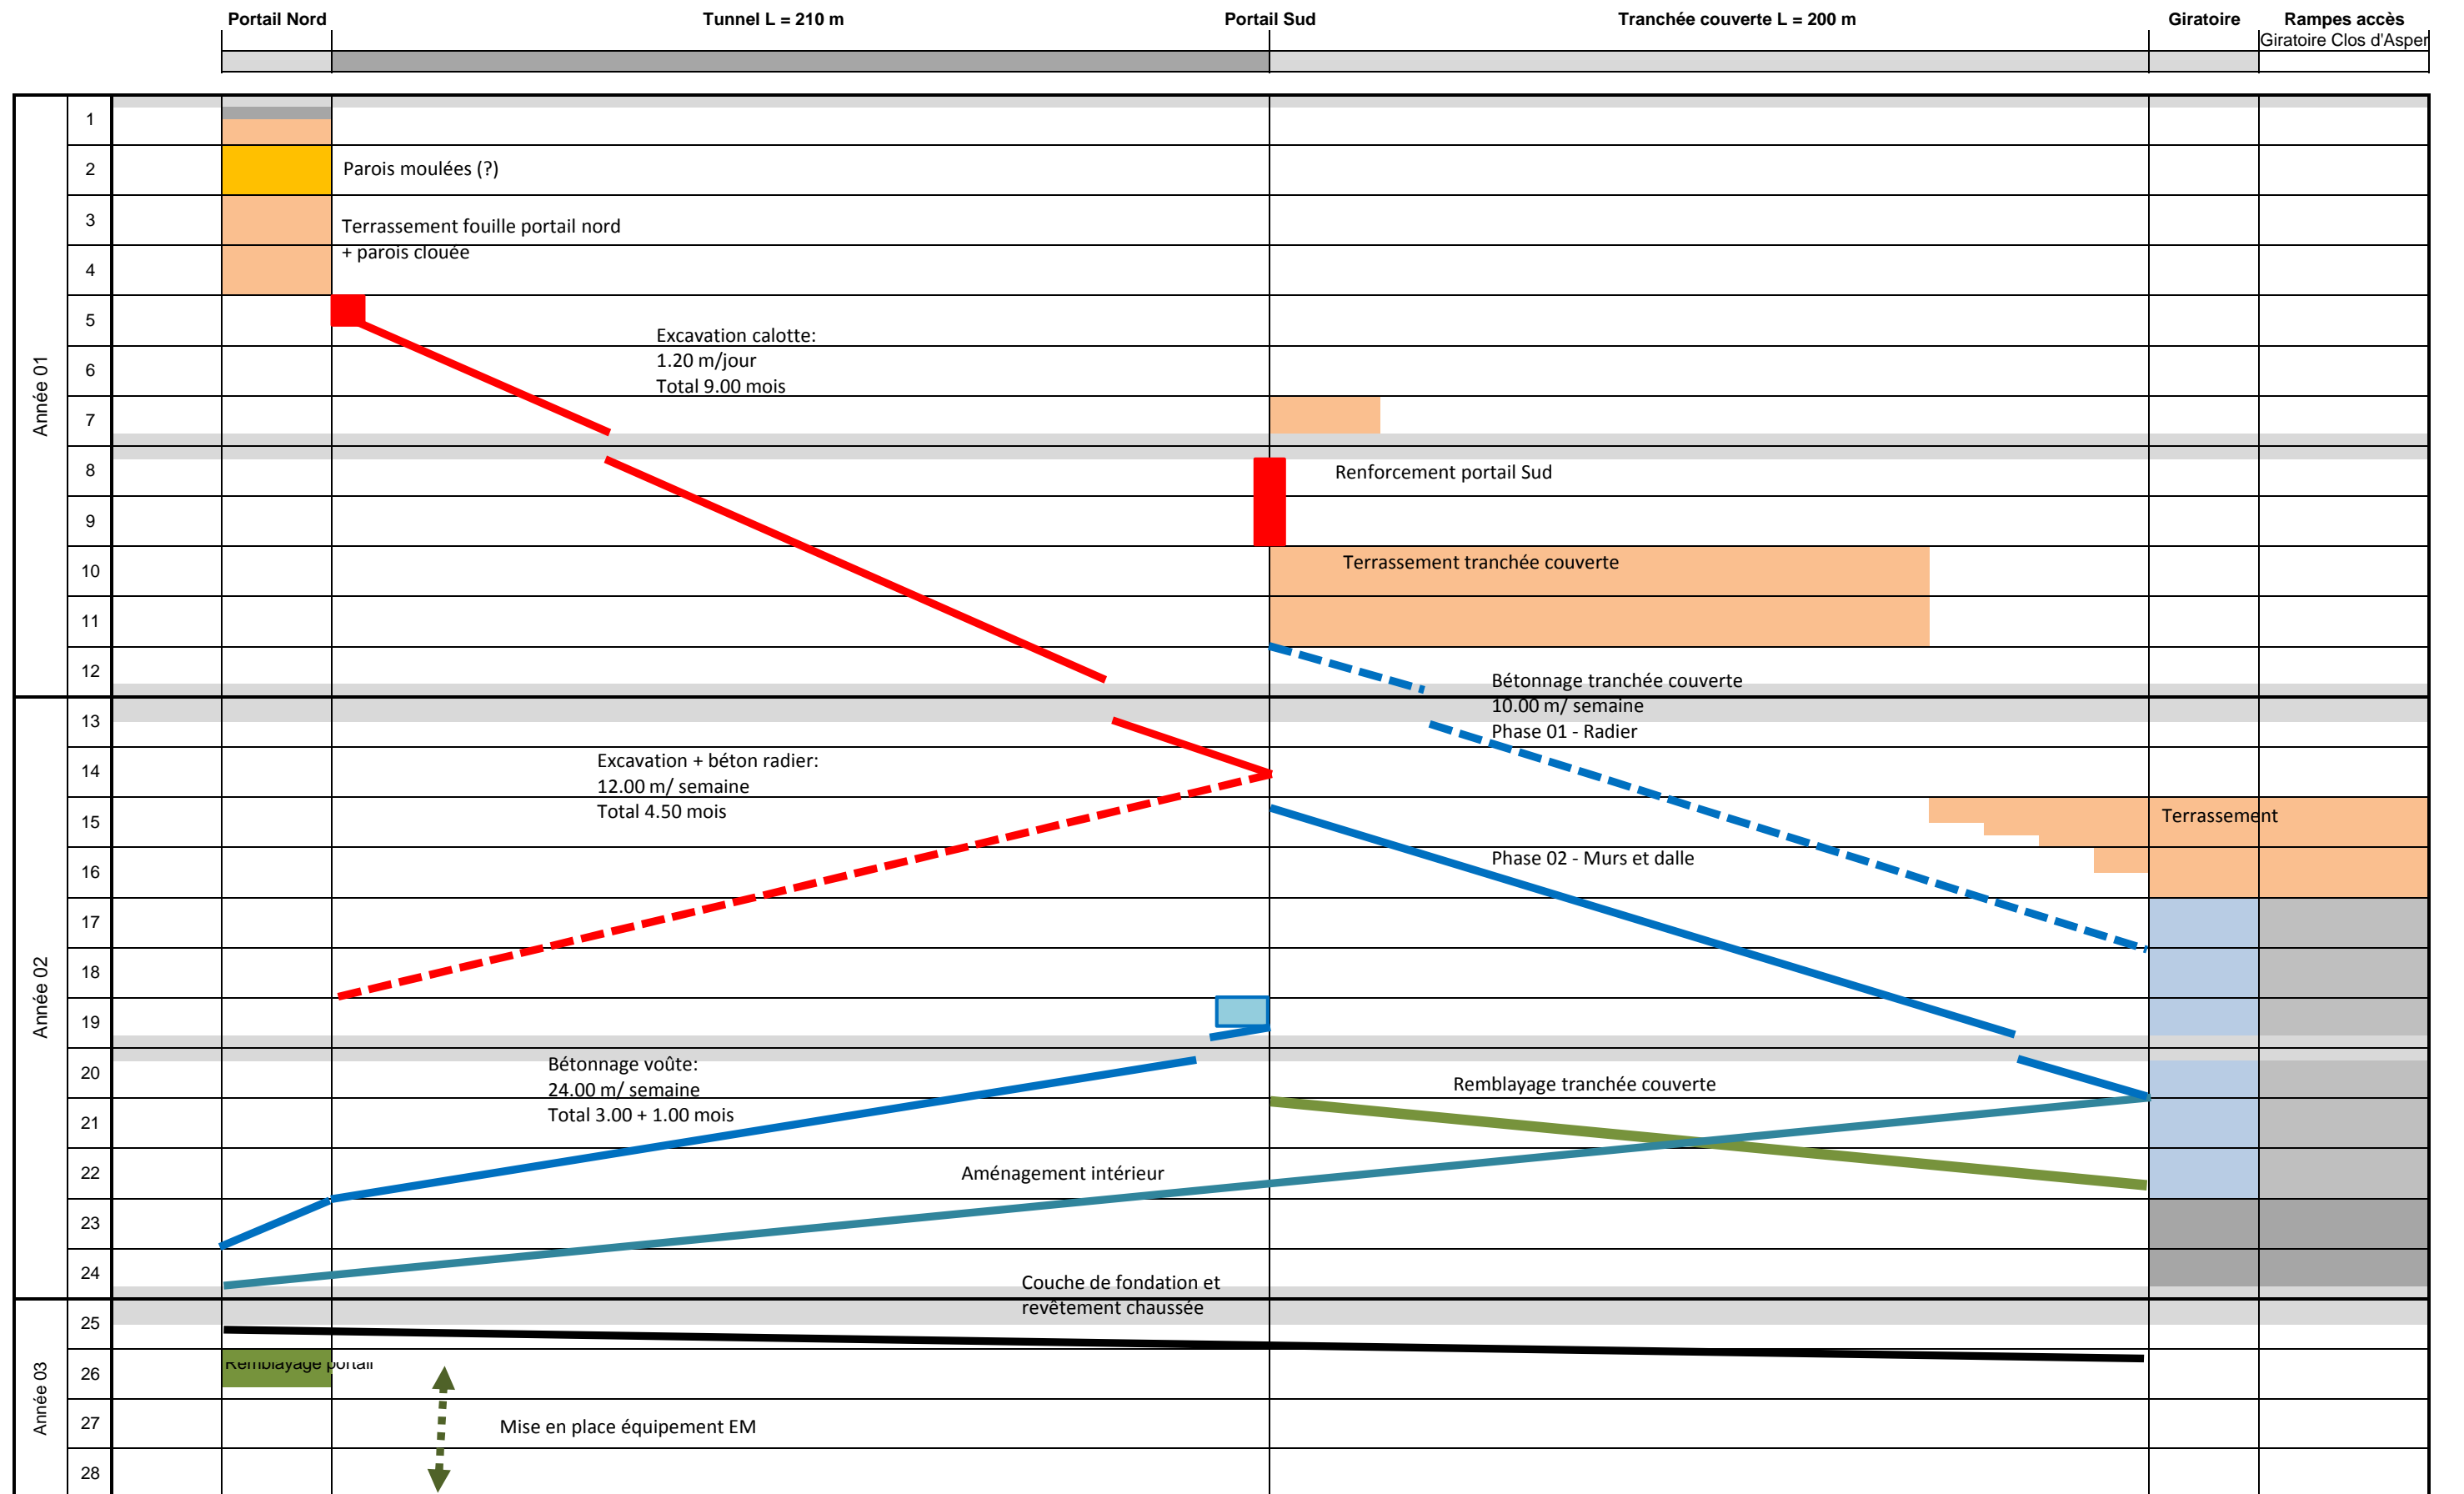 Portail Nord
Tunnel L = 210 m
Portail Sud
Tranchée couverte L = 200 m
Giratoire
Rampes accès
Giratoire Clos d'Asper
Année 01
1
2
Parois moulées (?)
3
Terrassement fouille portail nord
+ parois clouée
4
5
Excavation calotte:
1.20 m/jour
Total 9.00 mois
6
7
8
Renforcement portail Sud
9
10
Terrassement tranchée couverte
11
12
Bétonnage tranchée couverte
10.00 m/ semaine
Phase 01 - Radier
Année 02
13
14
Excavation + béton radier:
12.00 m/ semaine
Total 4.50 mois
15
Terrassement
16
Phase 02 - Murs et dalle
17
18
19
20
Bétonnage voûte:
24.00 m/ semaine
Total 3.00 + 1.00 mois
Remblayage tranchée couverte
21
22
Aménagement intérieur
23
24
Couche de fondation et
revêtement chaussée
Année 03
25
26
Remblayage portail
27
Mise en place équipement EM
28